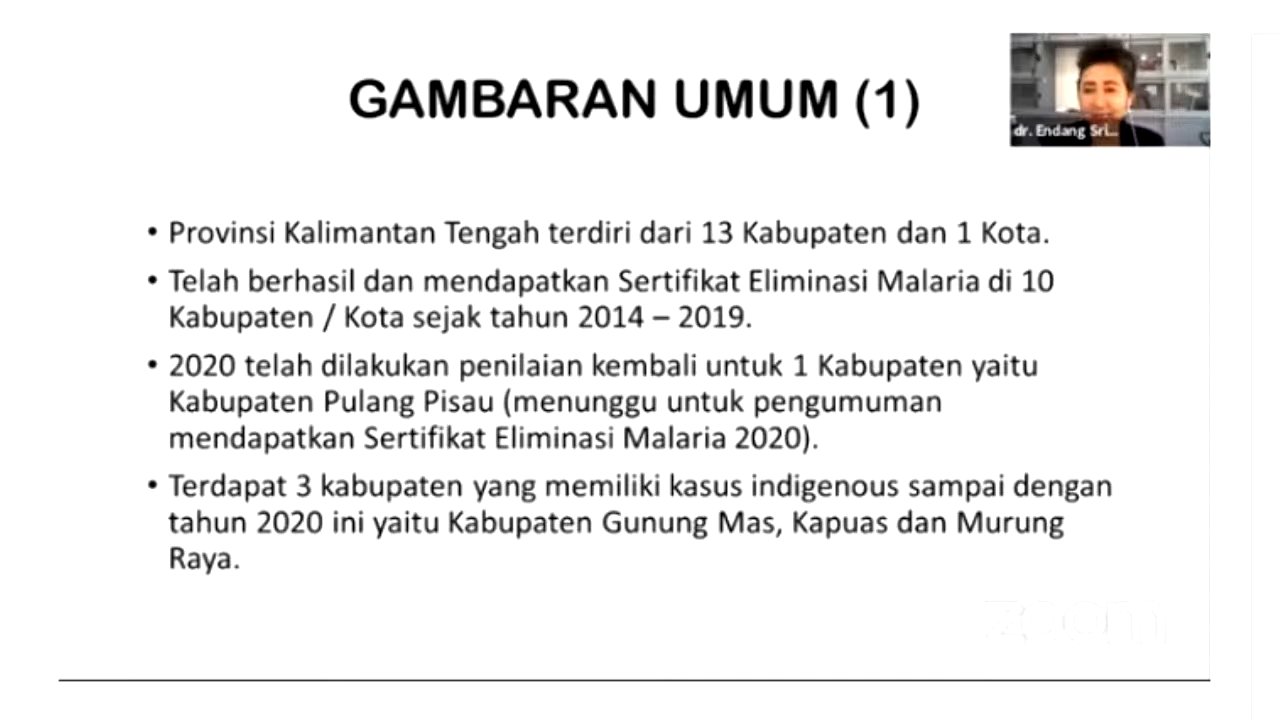 GAMBARAN UMUM (1)
dr. Endang Sri...
• Provinsi Kalimantan Tengah terdiri dari 13 Kabupaten dan 1 Kota.
• Telah berhasil dan mendapatkan Sertifikat Eliminasi Malaria di 10
Kabupaten / Kota sejak tahun 2014 – 2019.
• 2020 telah dilakukan penilaian kembali untuk 1 Kabupaten yaitu
Kabupaten Pulang Pisau (menunggu untuk pengumuman
mendapatkan Sertifikat Eliminasi Malaria 2020).
• Terdapat 3 kabupaten yang memiliki kasus indigenous sampai dengan
tahun 2020 ini yaitu Kabupaten Gunung Mas, Kapuas dan Murung
Raya.
zoom